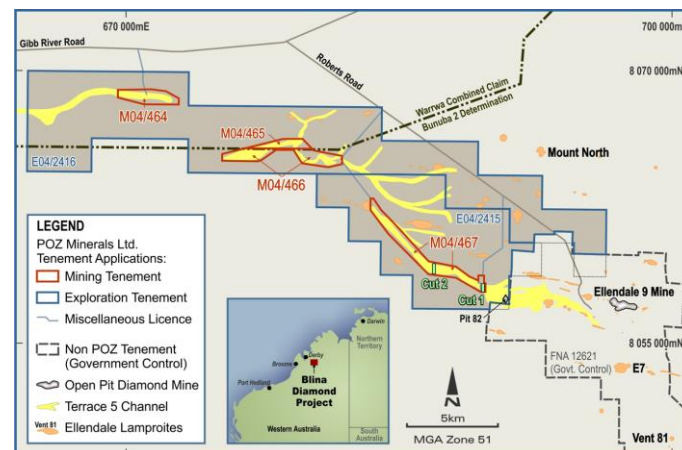 670 000mE
700 000mN
Gibb River Road
Roberts Road
8 070 000mN
Warrwa Combined Claim
Bunuba 2 Determination
M04/464
M04/465
E04/2416
M04/466
Mount North
E04/2415
M04/467
Cut 2
Cut 1
Pit 82
Ellendale 9 Mine
8 055 000mN
FNA 12621
(Govt. Control)
E7
Vent 81
LEGEND
POZ Minerals Ltd.
Tenement Applications:
Mining Tenement
Exploration Tenement
Miscellaneous Licence
Non POZ Tenement
(Government Control)
Open Pit Diamond Mine
Terrace 5 Channel
Vent 81
Ellendale Lamproites
Darwin
Northern
Territory
Derby
Broome
Blina
Diamond
Project
Port Hedland
Western Australia
South
Australia
N
5km
MGA Zone 51